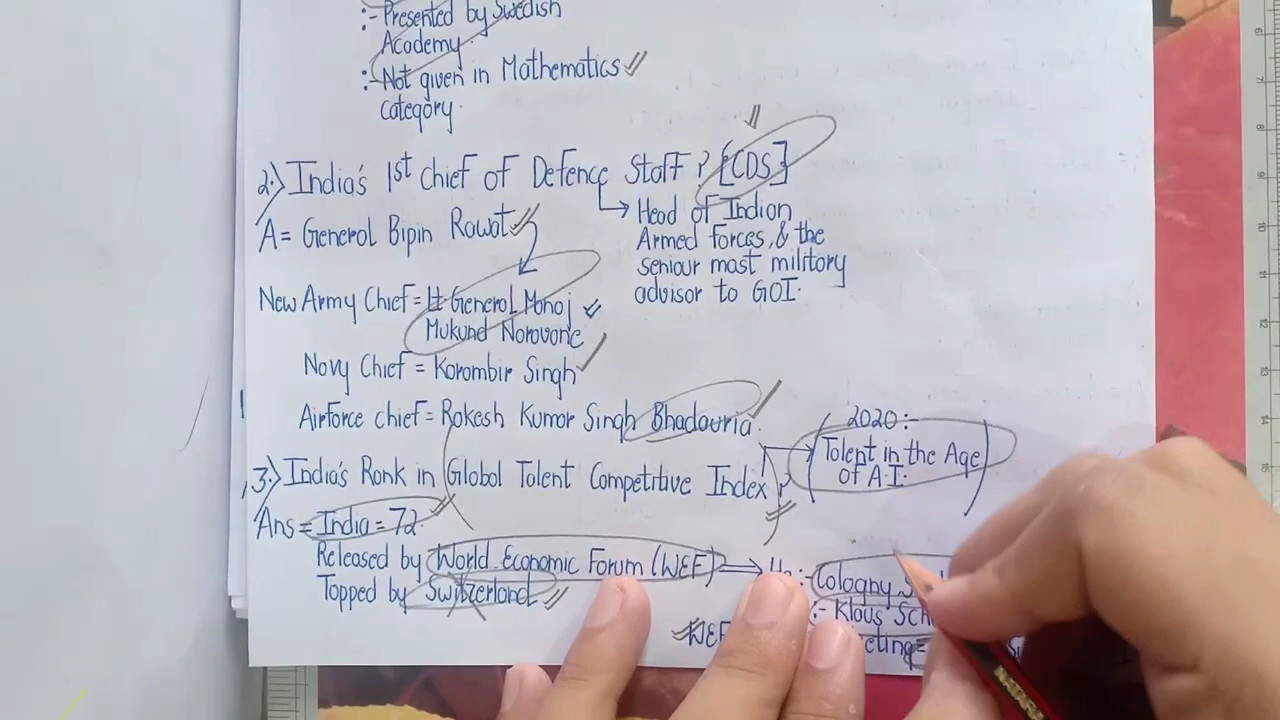 :- Presented by Swedish
Academy.
:- Not given in Mathematics
category.
2.) India's 1st chief of Defence Staff ? [CDS]
Head of Indian
Armed forces, & the
seniour most military
advisor to GOI.
A= General Bipin Rawat
New Army Chief = Lt General Manoj
Mukund Naravane
Navy Chief = Karambir Singh
AirForce chief = Rakesh Kumar Singh Bhadauria.
2020:-
Talent in the Age
of A.I.
3.) India's Rank in Global Talent Competitive Index ?
Ans = India = 72
Released by World Economic Forum (WEF) :- Cologny,
Topped by Switzerland
:- Klaus
WEF